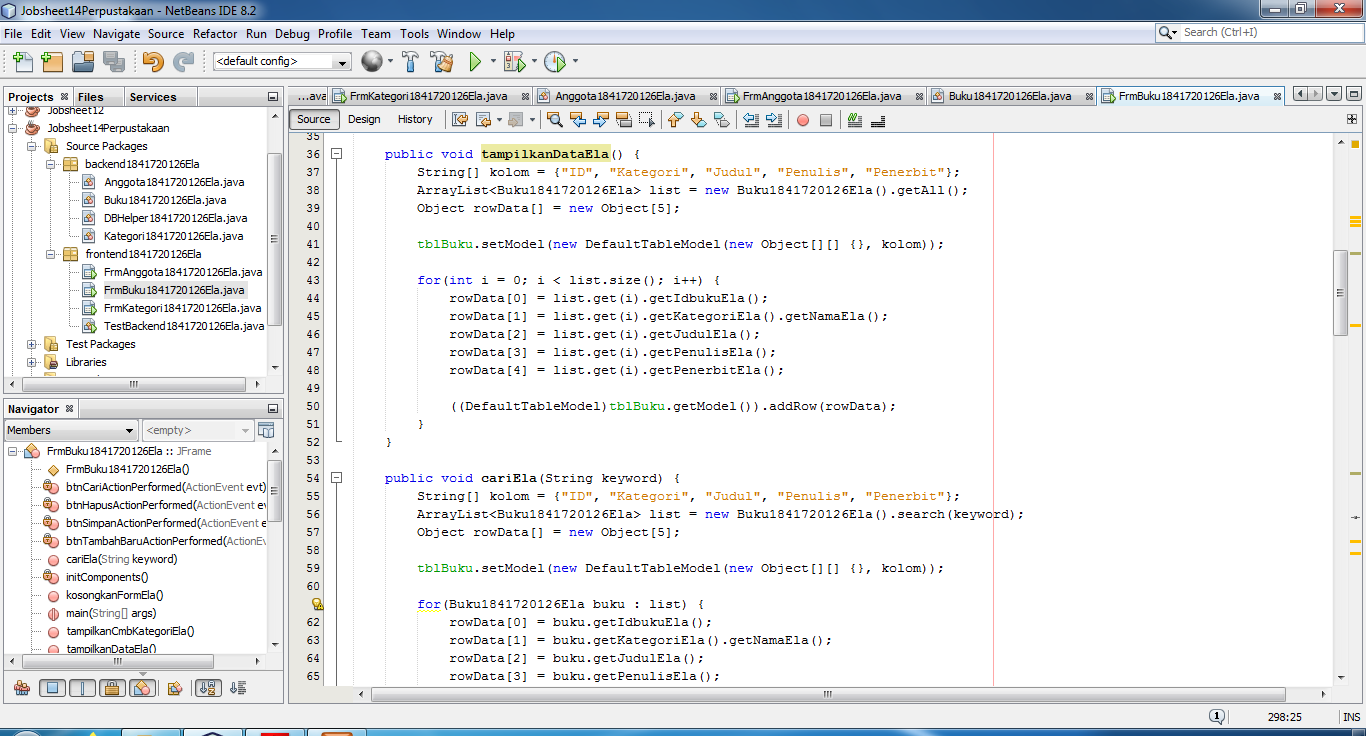 Jobsheet14Perpustakaan - NetBeans IDE 8.2
File Edit View Navigate Source Refactor Run Debug Profile Team Tools Window Help
Search (Ctrl+I)
<default config>
Projects Files Services
Jobsheet12
Jobsheet14Perpustakaan
Source Packages
backend1841720126Ela
Anggota1841720126Ela.java
Buku1841720126Ela.java
DBHelper1841720126Ela.java
Kategori1841720126Ela.java
frontend1841720126Ela
FrmAnggota1841720126Ela.java
FrmBuku1841720126Ela.java
FrmKategori1841720126Ela.java
TestBackend1841720126Ela.java
Test Packages
Libraries
Navigator
Members <empty>
FrmBuku1841720126Ela :: JFrame
FrmBuku1841720126Ela()
btnCariActionPerformed(ActionEvent evt)
btnHapusActionPerformed(ActionEvent ev
btnSimpanActionPerformed(ActionEvent e
btnTambahBaruActionPerformed(ActionEv
cariEla(String keyword)
initComponents()
kosongkanFormEla()
main(String[] args)
tampilkanCmbKategoriEla()
tampilkanDataEla()
...ava FrmKategori1841720126Ela.java Anggota1841720126Ela.java FrmAnggota1841720126Ela.java Buku1841720126Ela.java FrmBuku1841720126Ela.java
Source Design History
35
36 public void tampilkanDataEla() {
37 String[] kolom = {"ID", "Kategori", "Judul", "Penulis", "Penerbit"};
38 ArrayList<Buku1841720126Ela> list = new Buku1841720126Ela().getAll();
39 Object rowData[] = new Object[5];
40
41 tblBuku.setModel(new DefaultTableModel(new Object[][] {}, kolom));
42
43 for(int i = 0; i < list.size(); i++) {
44 rowData[0] = list.get(i).getIdbukuEla();
45 rowData[1] = list.get(i).getKategoriEla().getNamaEla();
46 rowData[2] = list.get(i).getJudulEla();
47 rowData[3] = list.get(i).getPenulisEla();
48 rowData[4] = list.get(i).getPenerbitEla();
49
50 ((DefaultTableModel)tblBuku.getModel()).addRow(rowData);
51 }
52 }
53
54 public void cariEla(String keyword) {
55 String[] kolom = {"ID", "Kategori", "Judul", "Penulis", "Penerbit"};
56 ArrayList<Buku1841720126Ela> list = new Buku1841720126Ela().search(keyword);
57 Object rowData[] = new Object[5];
58
59 tblBuku.setModel(new DefaultTableModel(new Object[][] {}, kolom));
60
for(Buku1841720126Ela buku : list) {
62 rowData[0] = buku.getIdbukuEla();
63 rowData[1] = buku.getKategoriEla().getNamaEla();
64 rowData[2] = buku.getJudulEla();
65 rowData[3] = buku.getPenulisEla();
1 298:25 INS